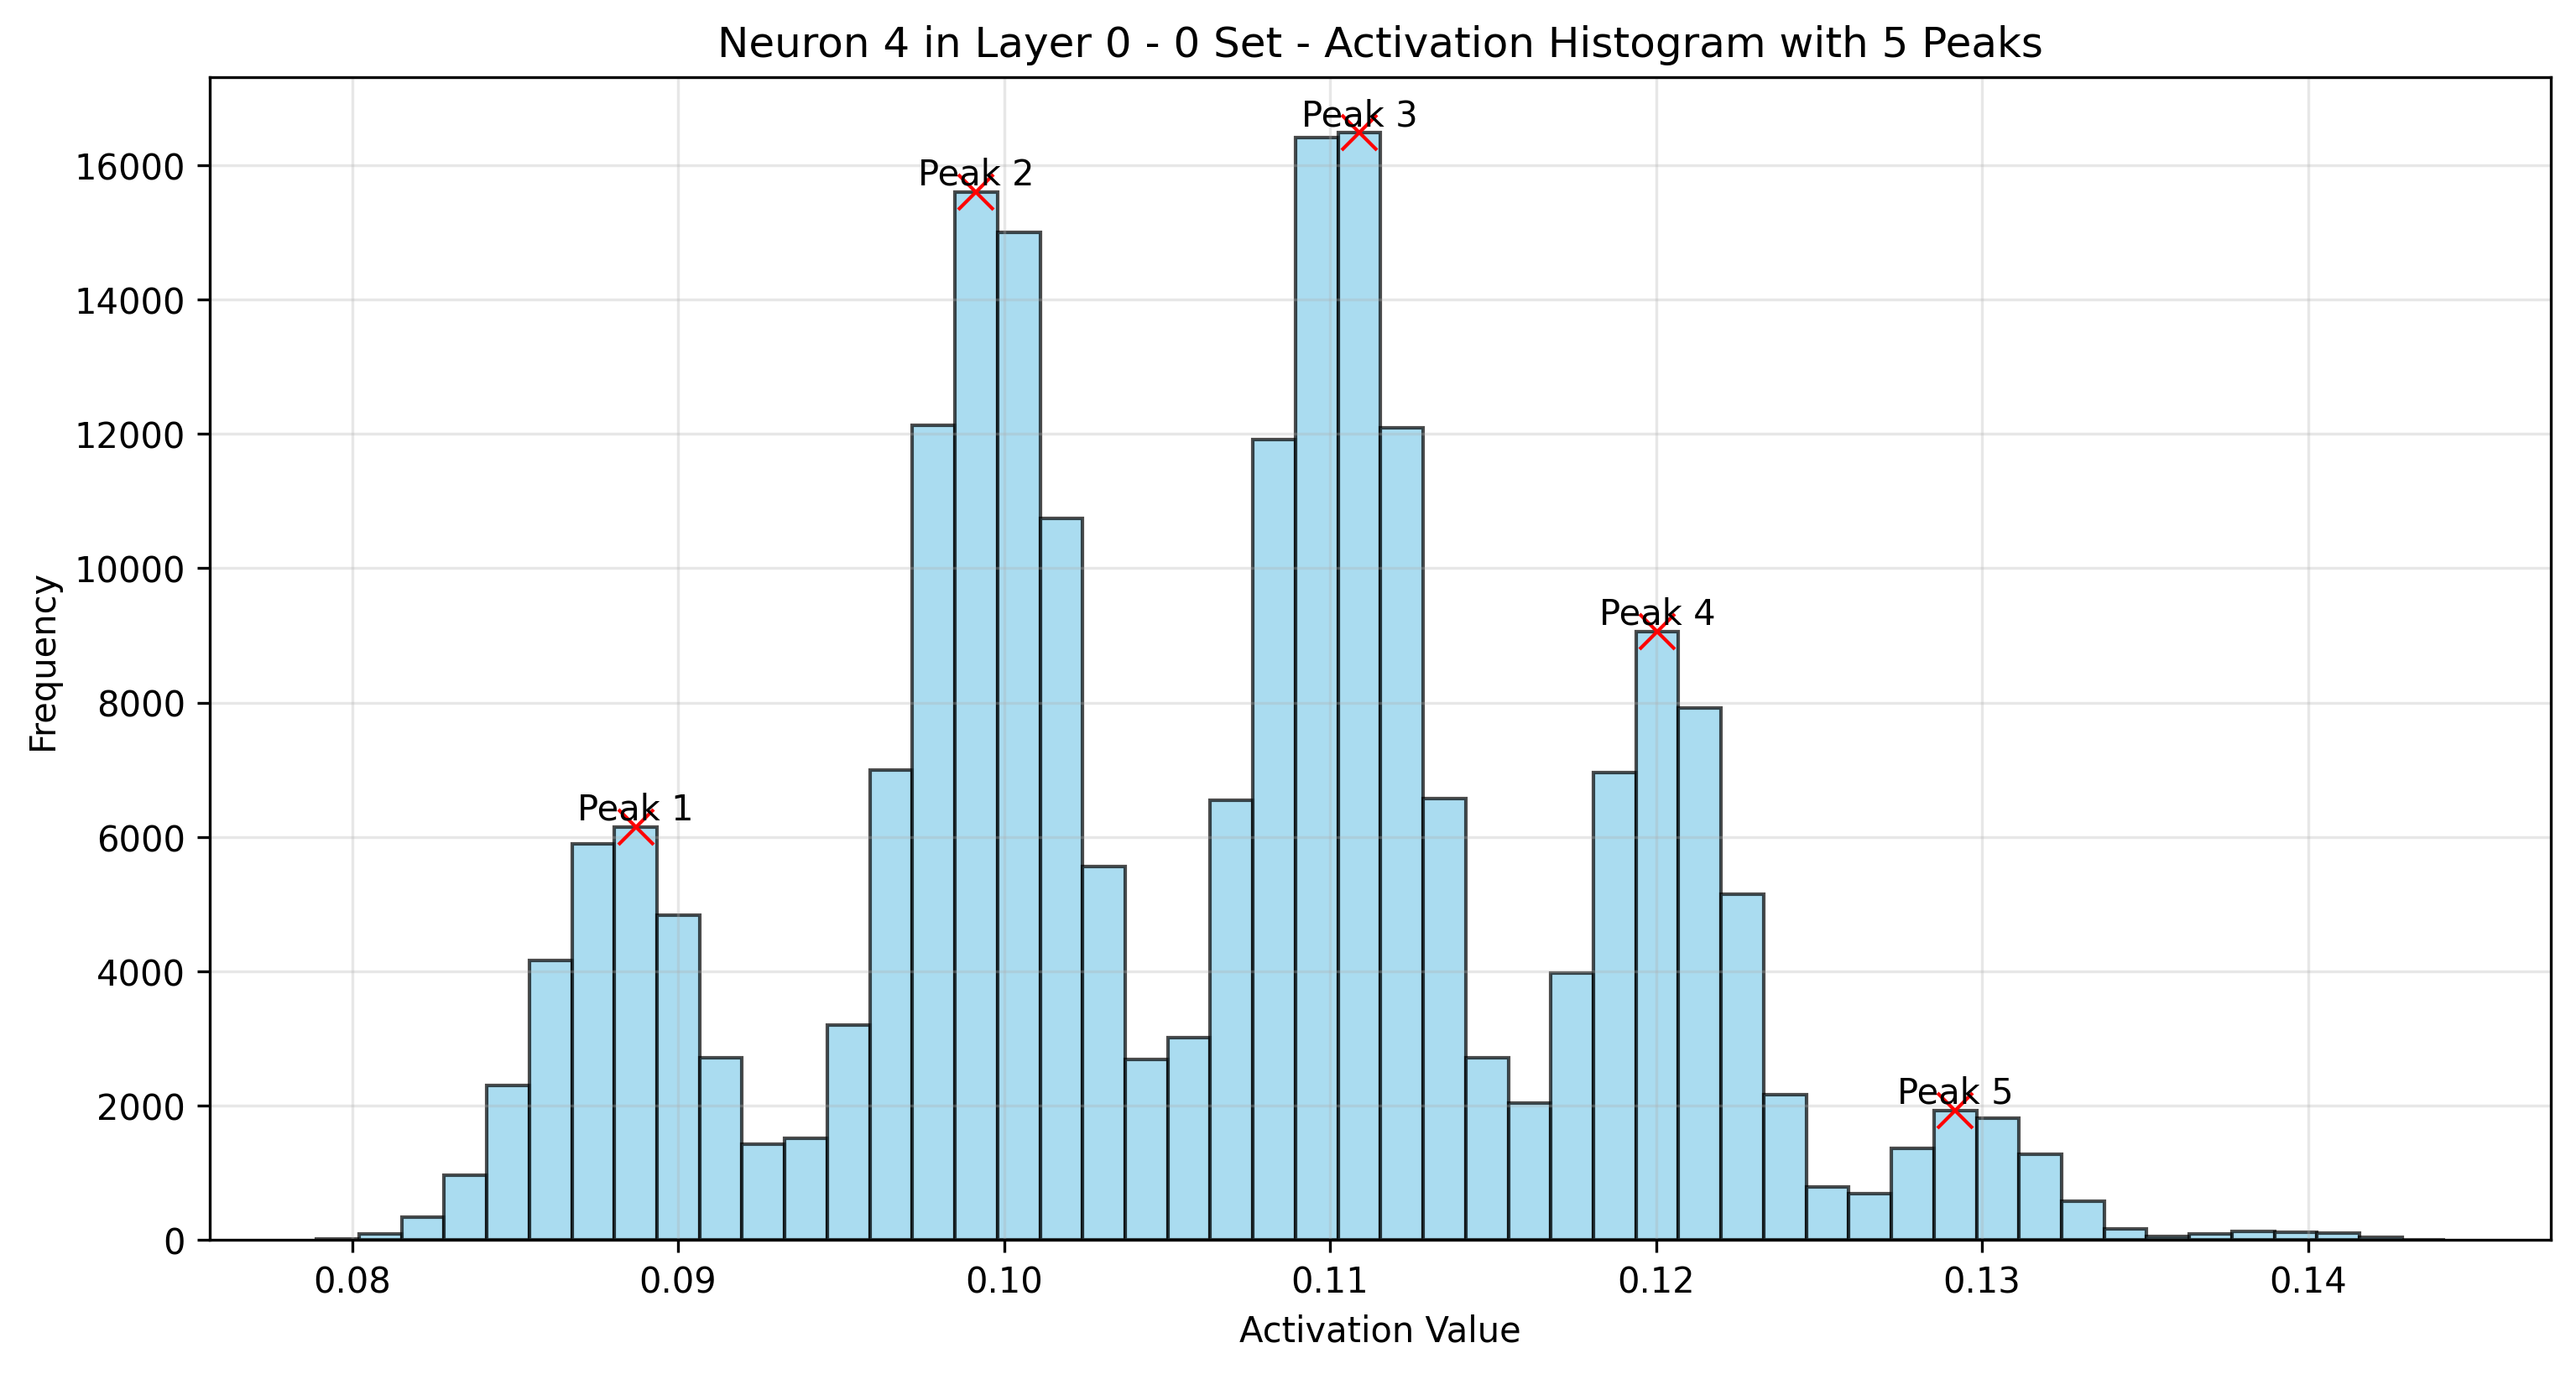 Neuron 4 in Layer 0 - 0 Set - Activation Histogram with 5 Peaks
Peak 3
16000
Peak 2
14000
12000
10000
Peak 4
Frequency
8000
Peak 1
6000
4000
Peak 5
2000
0
0.08 0.09 0.10 0.11 0.12 0.13 0.14
Activation Value